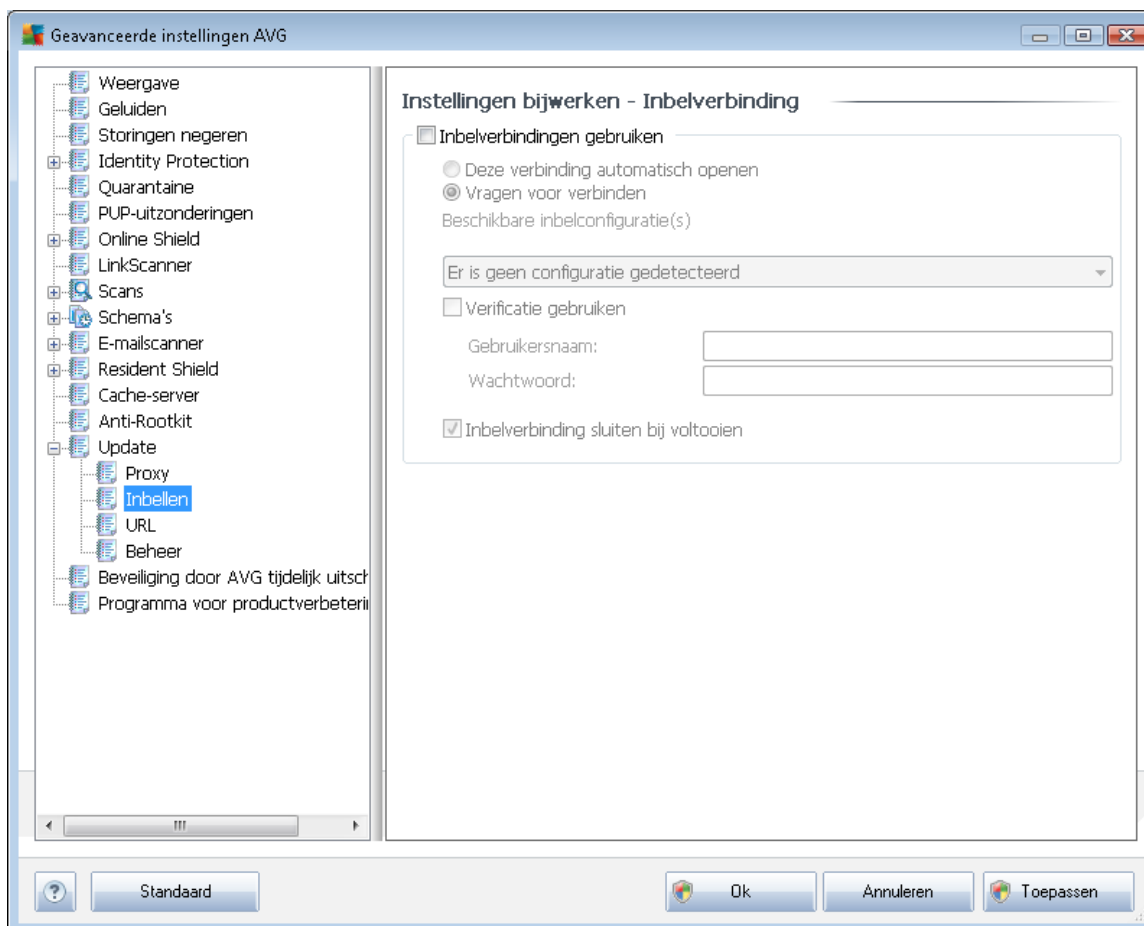 Geavanceerde instellingen AVG
Weergave
Geluiden
Storingen negeren
Identity Protection
Quarantaine
PUP-uitzonderingen
Online Shield
LinkScanner
Scans
Schema's
E-mailscanner
Resident Shield
Cache-server
Anti-Rootkit
Update
Proxy
Inbellen
URL
Beheer
Beveiliging door AVG tijdelijk uitsch
Programma voor productverbeteri
Instellingen bijwerken - Inbelverbinding
Inbelverbindingen gebruiken
Deze verbinding automatisch openen
Vragen voor verbinden
Beschikbare inbelconfiguratie(s)
Er is geen configuratie gedetecteerd
Verificatie gebruiken
Gebruikersnaam:
Wachtwoord:
Inbelverbinding sluiten bij voltooien
? Standaard Ok Annuleren Toepassen